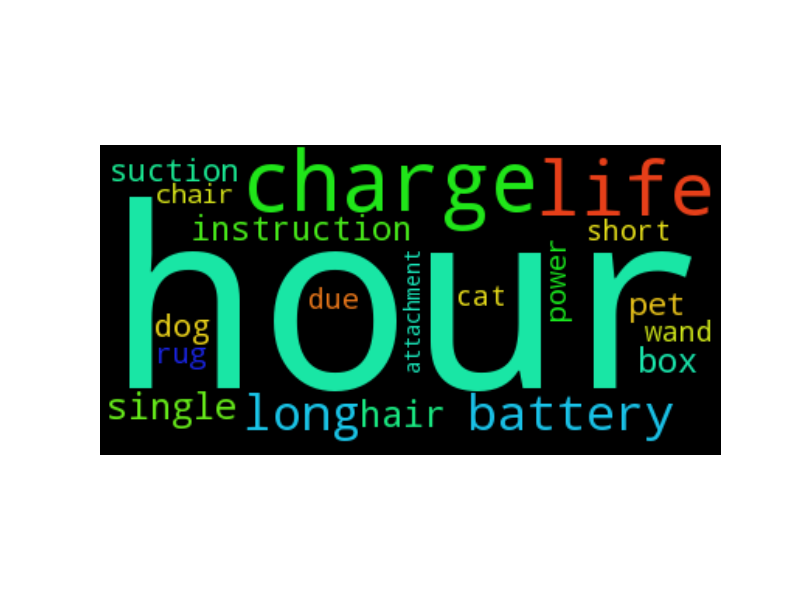 suction
charge
life
chair
instruction
short
hour
attachment
power
due
cat
pet
dog
wand
rug
box
single
long
hair
battery